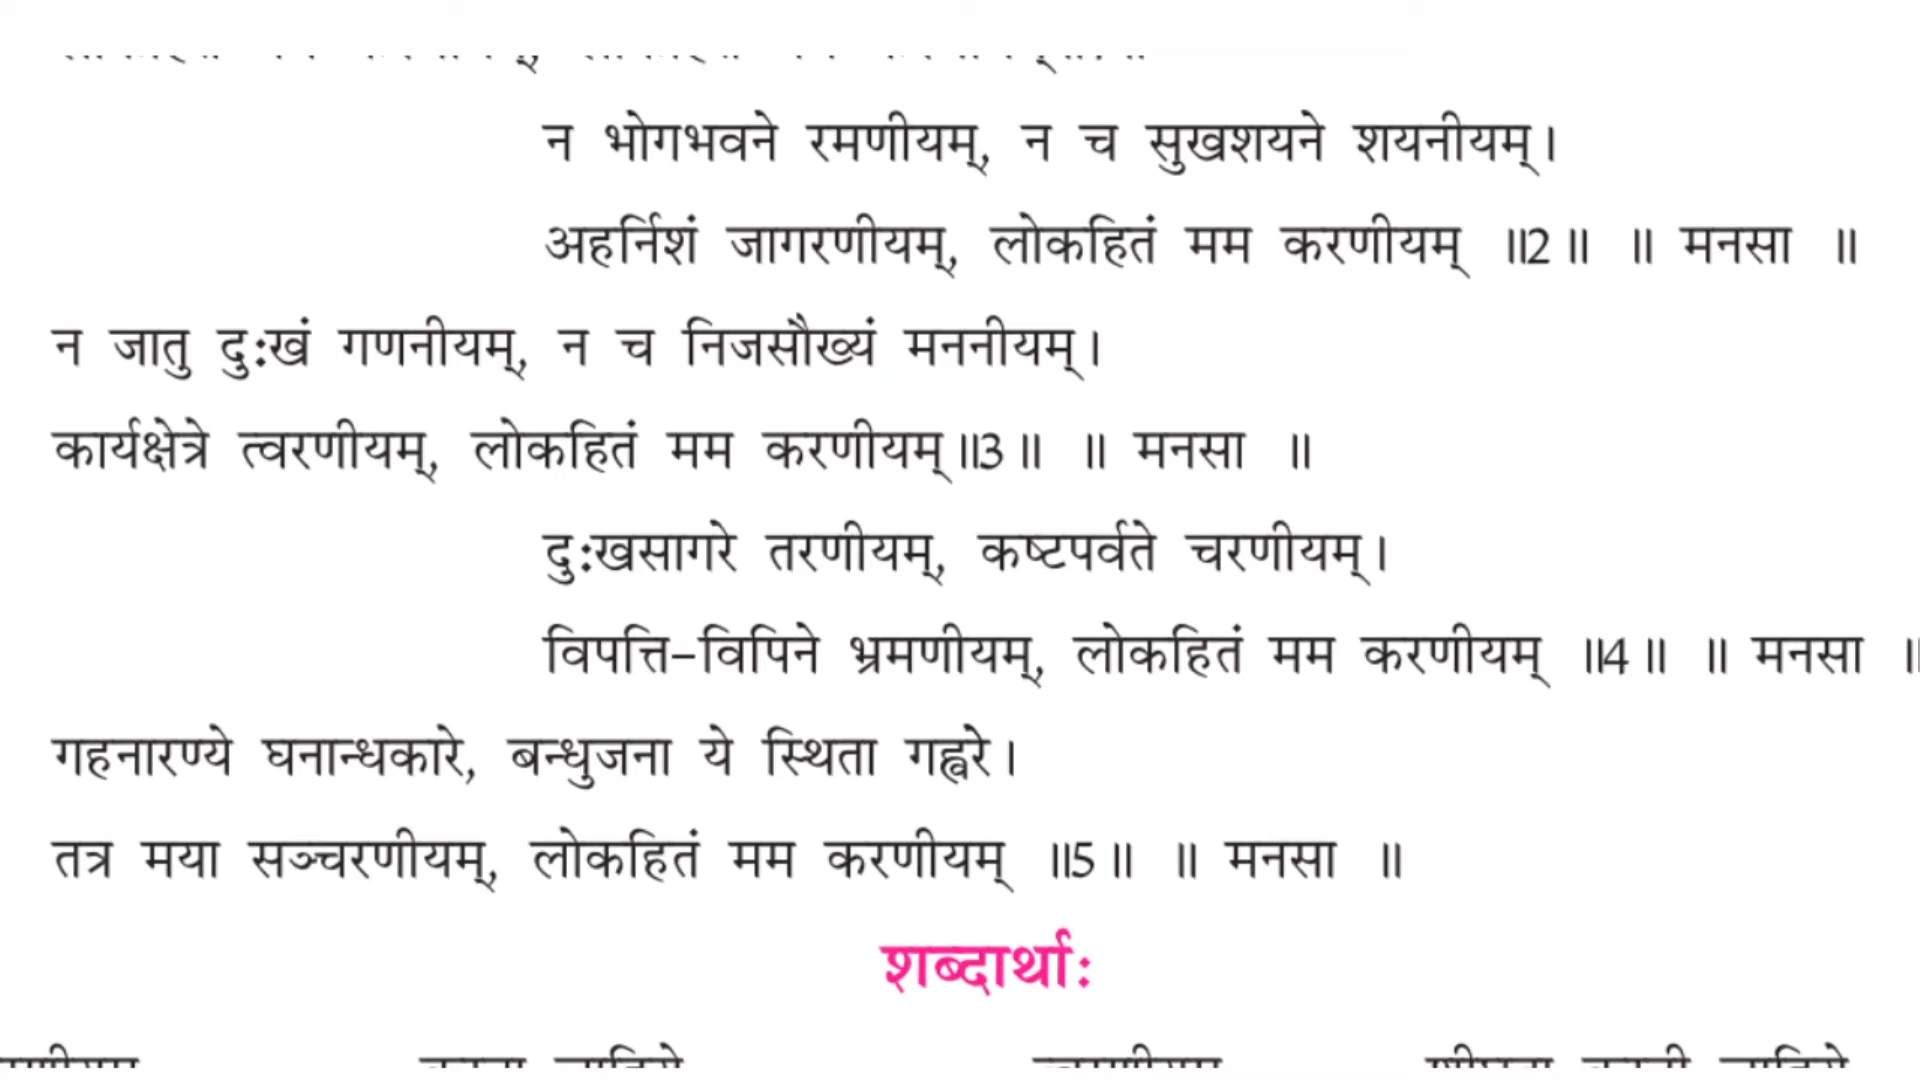 न भोगभवने रमणीयम्, न च सुखशयने शयनीयम्।
अहर्निशं जागरणीयम्, लोकहितं मम करणीयम् ॥2॥ ॥ मनसा ॥
न जातु दुःखं गणनीयम्, न च निजसौख्यं मननीयम्।
कार्यक्षेत्रे त्वरणीयम्, लोकहितं मम करणीयम्॥3॥ ॥ मनसा ॥
दुःखसागरे तरणीयम्, कष्टपर्वते चरणीयम्।
विपत्ति-विपिने भ्रमणीयम्, लोकहितं मम करणीयम् ॥4॥ ॥ मनसा ॥
गहनारण्ये घनान्धकारे, बन्धुजना ये स्थिता गह्वरे।
तत्र मया सञ्चरणीयम्, लोकहितं मम करणीयम् ॥5॥ ॥ मनसा ॥
शब्दार्थाः